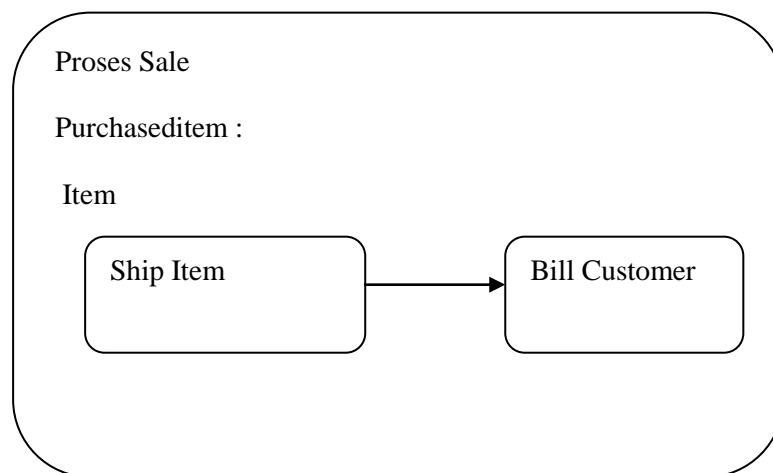 Proses Sale
Purchaseditem :
Item
Ship Item
Bill Customer